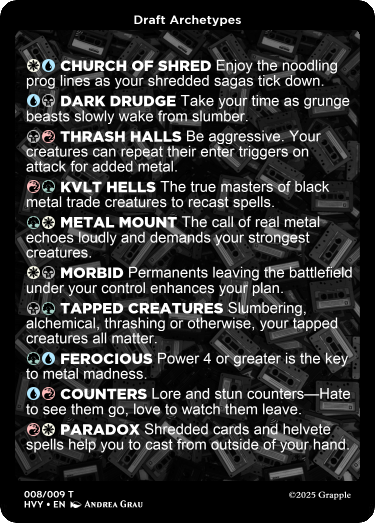 Draft Archetypes
CHURCH OF SHRED Enjoy the noodling
prog lines as your shredded sagas tick down.
DARK DRUDGE Take your time as grunge
beasts slowly wake from slumber.
THRASH HALLS Be aggressive. Your
creatures can repeat their enter triggers on
attack for added metal.
KVLT HELLS The true masters of black
metal trade creatures to recast spells.
METAL MOUNT The call of real metal
echoes loudly and demands your strongest
creatures.
MORBID Permanents leaving the battlefield
under your control enhances your plan.
TAPPED CREATURES Slumbering,
alchemical, thrashing or otherwise, your tapped
creatures all matter.
FEROCIOUS Power 4 or greater is the key
to metal madness.
COUNTERS Lore and stun counters—Hate
to see them go, love to watch them leave.
PARADOX Shredded cards and helvete
spells help you to cast from outside of your hand.
008/009 T
HVY • EN Andrea Grau
©2025 Grapple